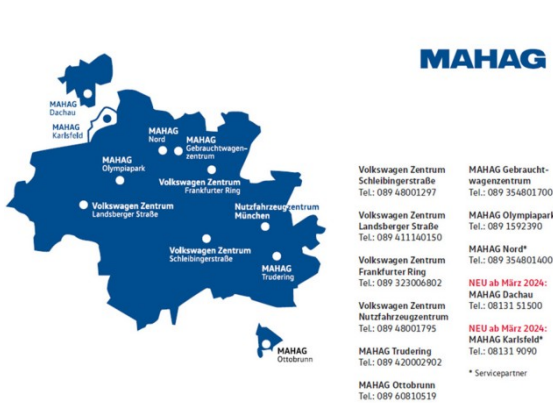 MAHAG
MAHAG
Dachau
MAHAG
Karlsfeld
MAHAG
Nord
MAHAG
Gebrauchtwagen-
zentrum
MAHAG
Olympiapark
Volkswagen Zentrum
Frankfurter Ring
Volkswagen Zentrum
Landsberger Straße
Nutzfahrzeugzentrum
München
Volkswagen Zentrum
Schleibingerstraße
MAHAG
Trudering
MAHAG
Ottobrunn
Volkswagen Zentrum
Schleibingerstraße
Tel.: 089 48001297
Volkswagen Zentrum
Landsberger Straße
Tel.: 089 411140150
Volkswagen Zentrum
Frankfurter Ring
Tel.: 089 323006802
Volkswagen Zentrum
Nutzfahrzeugzentrum
Tel.: 089 48001795
MAHAG Trudering
Tel.: 089 420002902
MAHAG Ottobrunn
Tel.: 089 60810519
MAHAG Gebraucht-
wagenzentrum
Tel.: 089 354801700
MAHAG Olympiapark
Tel.: 089 1592390
MAHAG Nord*
Tel.: 089 354801400
NEU ab März 2024:
MAHAG Dachau
Tel.: 08131 51500
NEU ab März 2024:
MAHAG Karlsfeld*
Tel.: 08131 9090
* Servicepartner